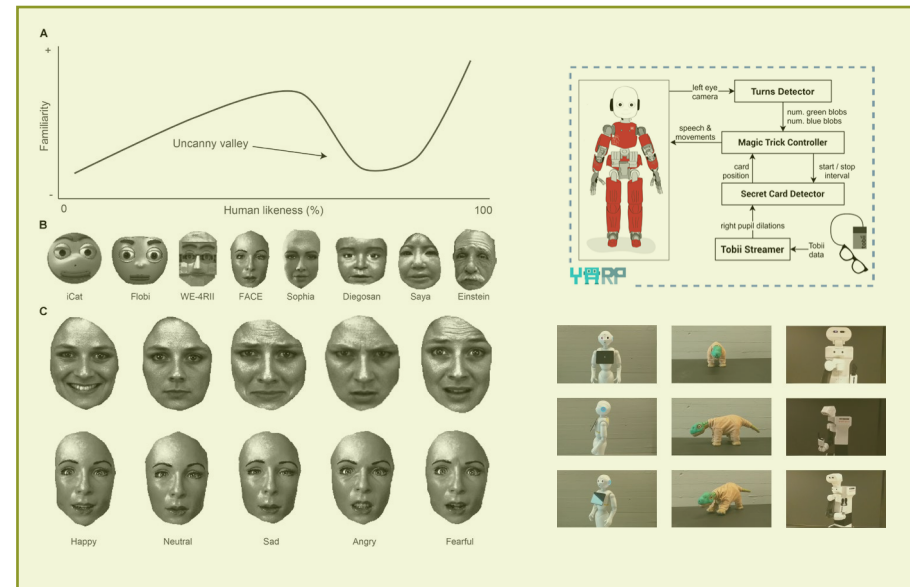 A
+
Familiarity
-
Uncanny valley
0
Human likeness (%)
100
B
iCat
Flobi
WE-4RII
FACE
Sophia
Diegosan
Saya
Einstein
C
Happy
Neutral
Sad
Angry
Fearful
left eye
camera
Turns Detector
num. green blobs
num. blue blobs
speech &
movements
Magic Trick Controller
card
position
start / stop
interval
Secret Card Detector
right pupil dilations
Tobii Streamer
Tobii
data
YARP